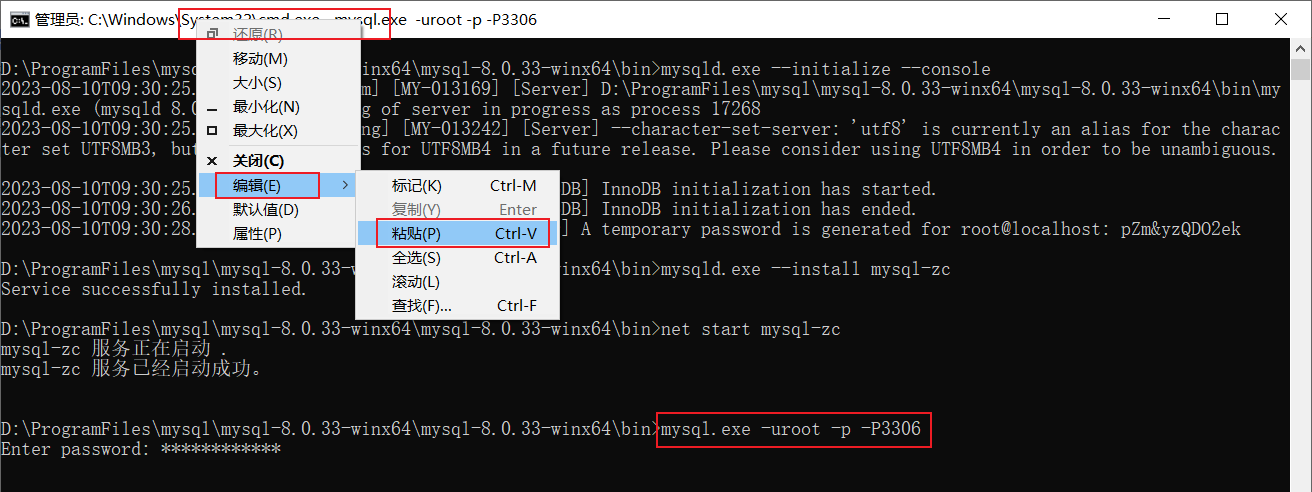 管理员: C:\Windows\System32\cmd.exe - mysql.exe -uroot -p -P3306
还原(R)
移动(M)
大小(S)
最小化(N)
最大化(X)
关闭(C)
编辑(E)
默认值(D)
属性(P)
标记(K) Ctrl-M
复制(Y) Enter
粘贴(P) Ctrl-V
全选(S) Ctrl-A
滚动(L)
查找(F)... Ctrl-F
D:\ProgramFiles\mysq winx64\mysql-8.0.33-winx64\bin>mysqld.exe --initialize --console
2023-08-10T09:30:25. m] [MY-013169] [Server] D:\ProgramFiles\mysql\mysql-8.0.33-winx64\mysql-8.0.33-winx64\bin\my
sqld.exe (mysqld 8.0 g of server in progress as process 17268
2023-08-10T09:30:25. ng] [MY-013242] [Server] --character-set-server: 'utf8' is currently an alias for the charac
ter set UTF8MB3, but s for UTF8MB4 in a future release. Please consider using UTF8MB4 in order to be unambiguous.
2023-08-10T09:30:25. DB] InnoDB initialization has started.
2023-08-10T09:30:26. DB] InnoDB initialization has ended.
2023-08-10T09:30:28. ] A temporary password is generated for root@localhost: pZm&yzQDO2ek
D:\ProgramFiles\mysql\mysql-8.0.33-winx64\mysql-8.0.33-winx64\bin>mysqld.exe --install mysql-zc
Service successfully installed.
D:\ProgramFiles\mysql\mysql-8.0.33-winx64\mysql-8.0.33-winx64\bin>net start mysql-zc
mysql-zc 服务正在启动 .
mysql-zc 服务已经启动成功。
D:\ProgramFiles\mysql\mysql-8.0.33-winx64\mysql-8.0.33-winx64\bin>mysql.exe -uroot -p -P3306
Enter password: ************